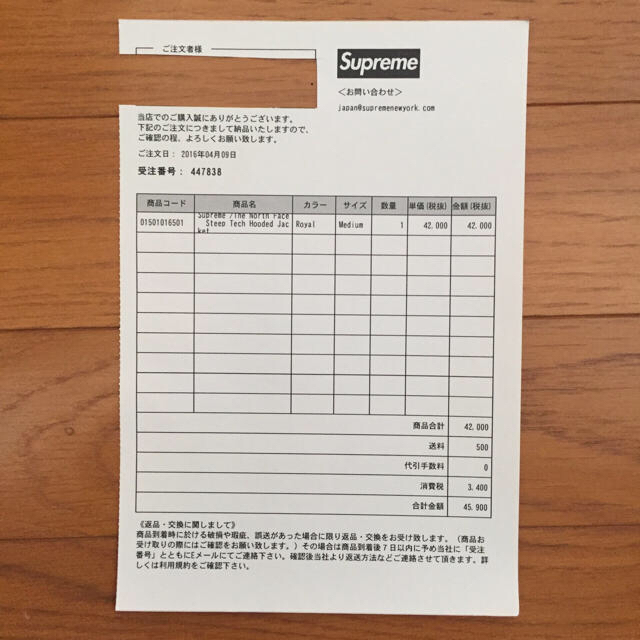 ご注文者様
Supreme
＜お問い合わせ＞
japan@supremenewyork.com
当店でのご購入誠にありがとうございます。
下記のご注文につきまして納品いたしますので、
ご確認の程、よろしくお願い致します。
ご注文日： 2016年04月09日
受注番号： 447838
商品コード 商品名 カラー サイズ 数量 単価(税抜) 金額(税抜)
01501016501 Supreme /The North Face Royal Medium 1 42,000 42,000
Steep Tech Hooded Jac
ket
商品合計 42,000
送料 500
代引手数料 0
消費税 3,400
合計金額 45,900
《返品・交換に関しまして》
商品到着時に於ける破損や瑕疵、誤送があった場合に限り返品・交換をお受け致します。（商品お
受け取りの際にはご確認をお願い致します。）その場合は商品到着後７日以内に予め当社に「受注
番号」とともにEメールにてご連絡下さい。確認後当社より返送方法などご連絡させて頂きます。詳
しくは利用規約をご確認下さい。